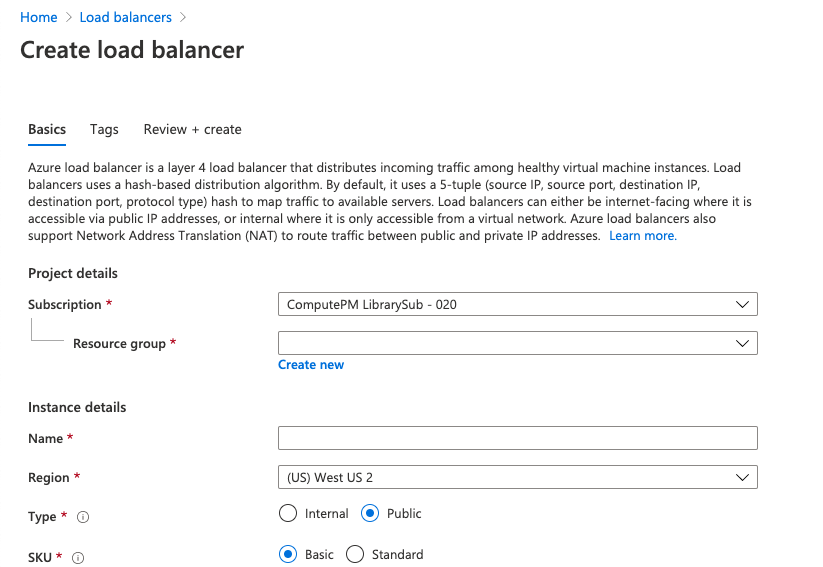 Home > Load balancers >
Create load balancer
Basics Tags Review + create
Azure load balancer is a layer 4 load balancer that distributes incoming traffic among healthy virtual machine instances. Load
balancers uses a hash-based distribution algorithm. By default, it uses a 5-tuple (source IP, source port, destination IP,
destination port, protocol type) hash to map traffic to available servers. Load balancers can either be internet-facing where it is
accessible via public IP addresses, or internal where it is only accessible from a virtual network. Azure load balancers also
support Network Address Translation (NAT) to route traffic between public and private IP addresses. Learn more.
Project details
Subscription * ComputePM LibrarySub - 020
Resource group *
Create new
Instance details
Name *
Region * (US) West US 2
Type * Internal Public
SKU * Basic Standard